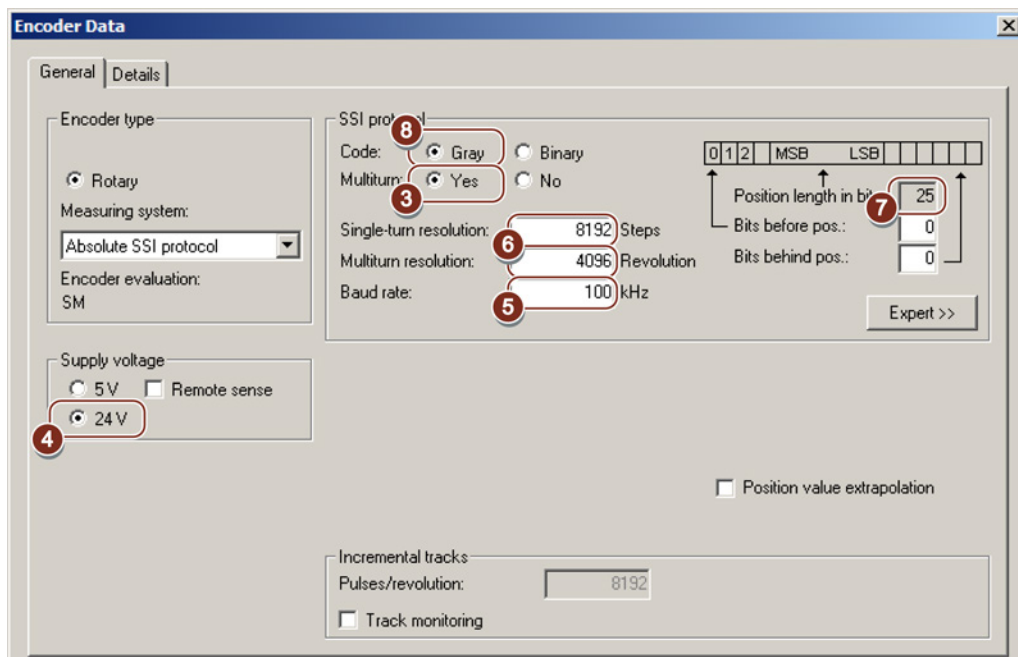 Encoder Data
General Details
Encoder type
Rotary
Measuring system:
Absolute SSI protocol
Encoder evaluation:
SM
Supply voltage
5 V Remote sense
24 V
4
SSI protocol
8
Code: Gray Binary
Multiturn: Yes No
3
Single-turn resolution: 8192 Steps
6
Multiturn resolution: 4096 Revolution
Baud rate: 100 kHz
5
0 1 2 MSB LSB
Position length in bit 25
7
Bits before pos.: 0
Bits behind pos.: 0
Expert >>
Position value extrapolation
Incremental tracks
Pulses/revolution: 8192
Track monitoring